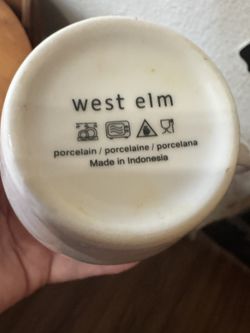 west elm
porcelain / porcelaine / porcelana
Made in Indonesia